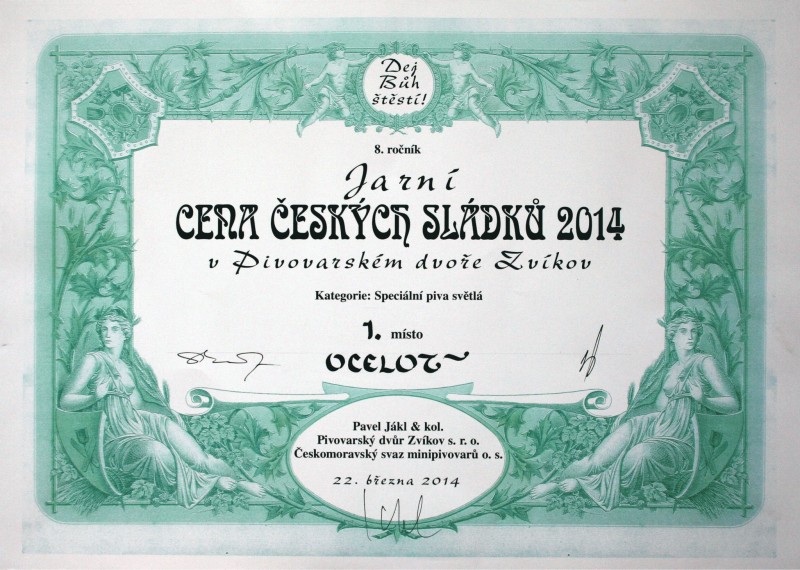 Dej
Bůh
štěstí!
8. ročník
Jarní
CENA ČESKÝCH SLÁDKŮ 2014
v Pivovarském dvoře Zvíkov
Kategorie: Speciální piva světlá
1. místo
OCELOT
Pavel Jákl & kol.
Pivovarský dvůr Zvíkov s. r. o.
Českomoravský svaz minipivovarů o. s.
22. března 2014